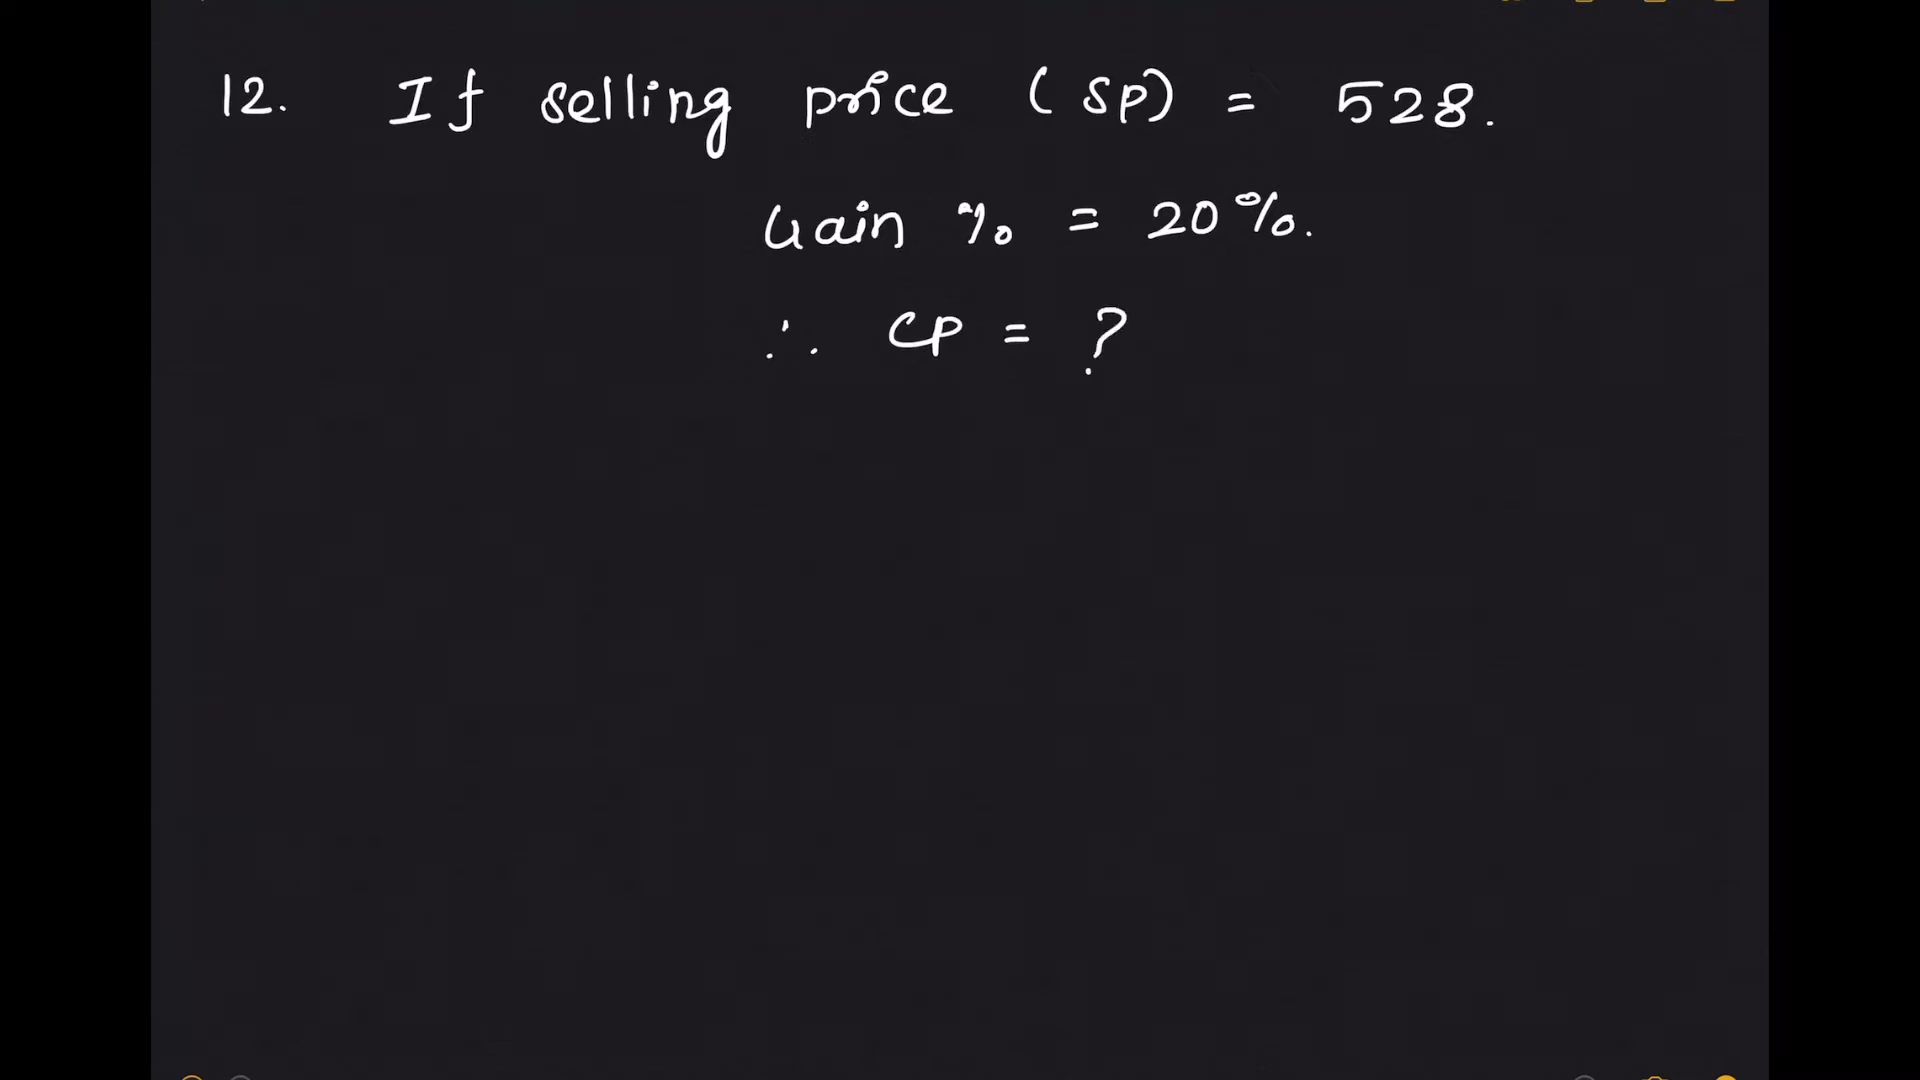 12. If selling price (SP) = 528.
Gain % = 20%.
∴ CP = ?